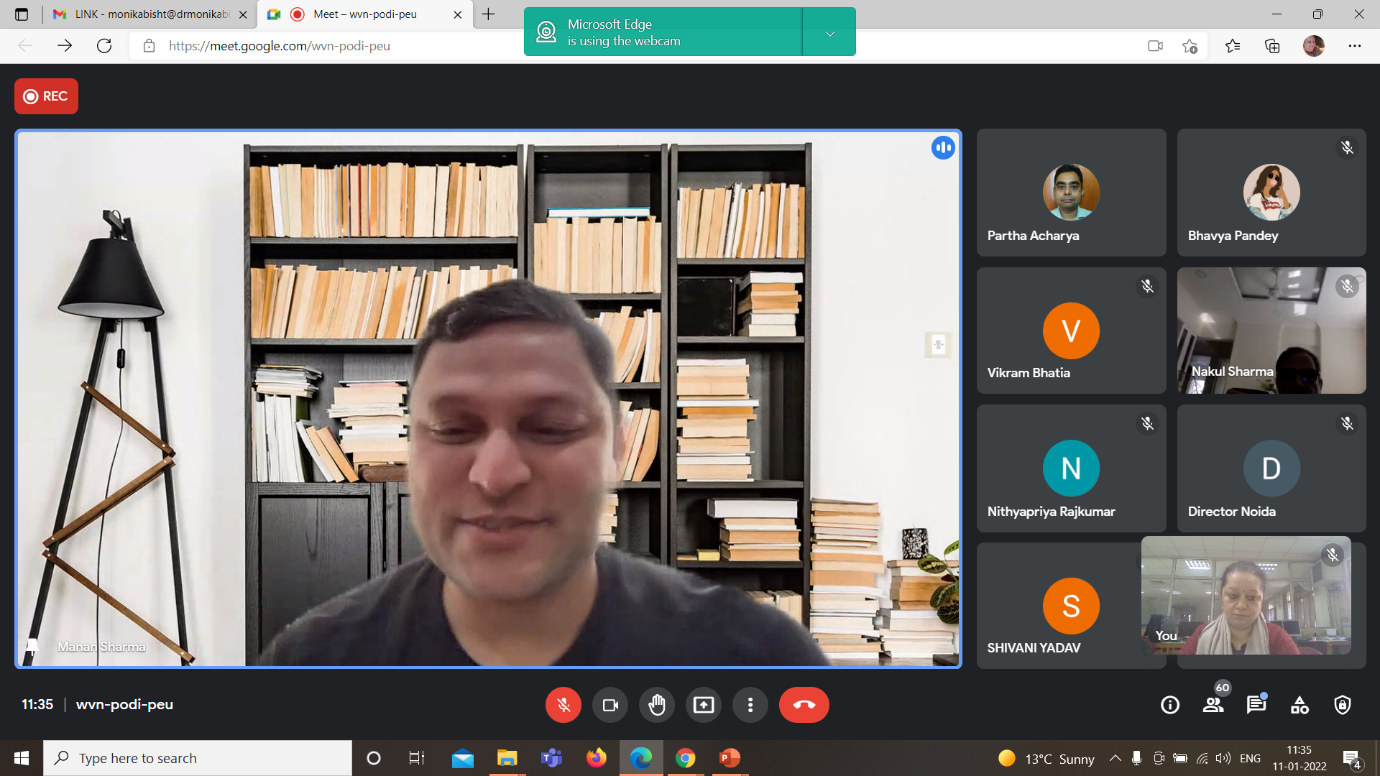 LINK - monikabisht@drmonikabi
Meet – wvn-podi-peu
Microsoft Edge
is using the webcam
https://meet.google.com/wvn-podi-peu
REC
Partha Acharya
Bhavya Pandey
V
Vikram Bhatia
Nakul Sharma
N
Nithyapriya Rajkumar
D
Director Noida
S
SHIVANI YADAV
You
Manan Sharma
11:35 | wvn-podi-peu
60
Type here to search
13°C Sunny
ENG
11:35
11-01-2022
4